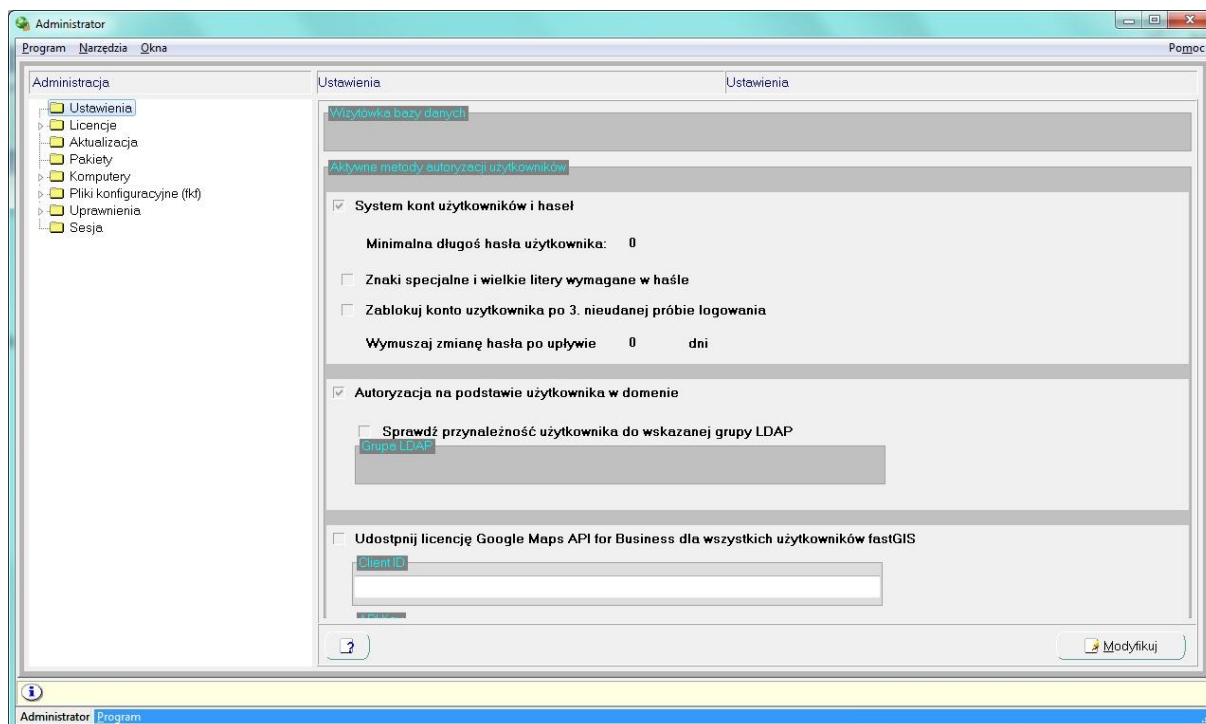 Administrator
Program Narzędzia Okna Pomoc
Administracja
Ustawienia
Licencje
Aktualizacja
Pakiety
Komputery
Pliki konfiguracyjne (fkf)
Uprawnienia
Sesja
Ustawienia Ustawienia
Wizytówka bazy danych
Aktywne metody autoryzacji użytkowników
System kont użytkowników i haseł
Minimalna długoś hasła użytkownika: 0
Znaki specjalne i wielkie litery wymagane w haśle
Zablokuj konto uzytkownika po 3. nieudanej próbie logowania
Wymuszaj zmianę hasła po upływie 0 dni
Autoryzacja na podstawie użytkownika w domenie
Sprawdź przynależność użytkownika do wskazanej grupy LDAP
Grupa LDAP
Udostpnij licencję Google Maps API for Business dla wszystkich użytkowników fastGIS
Client ID
Modyfikuj
Administrator Program